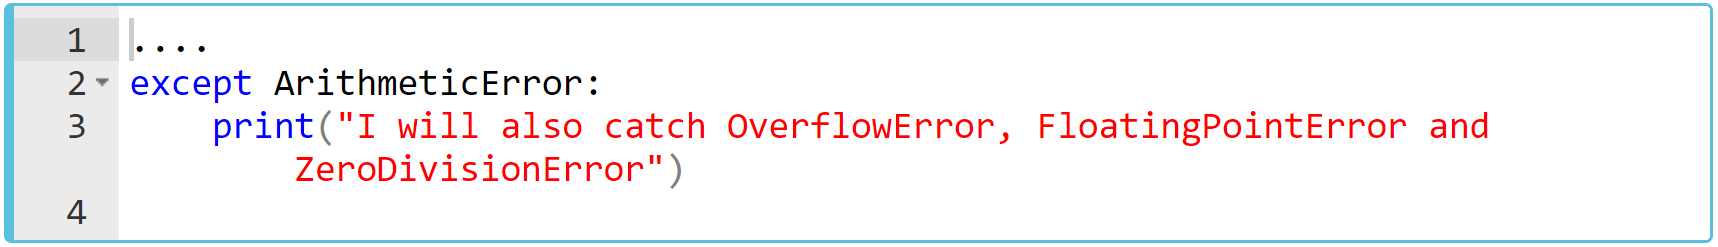 1 ....
2 except ArithmeticError:
3 print("I will also catch OverflowError, FloatingPointError and
ZeroDivisionError")
4